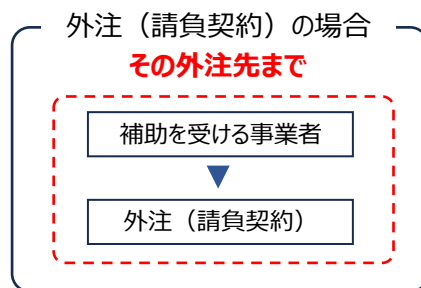 外注（請負契約）の場合
その外注先まで
補助を受ける事業者
外注（請負契約）